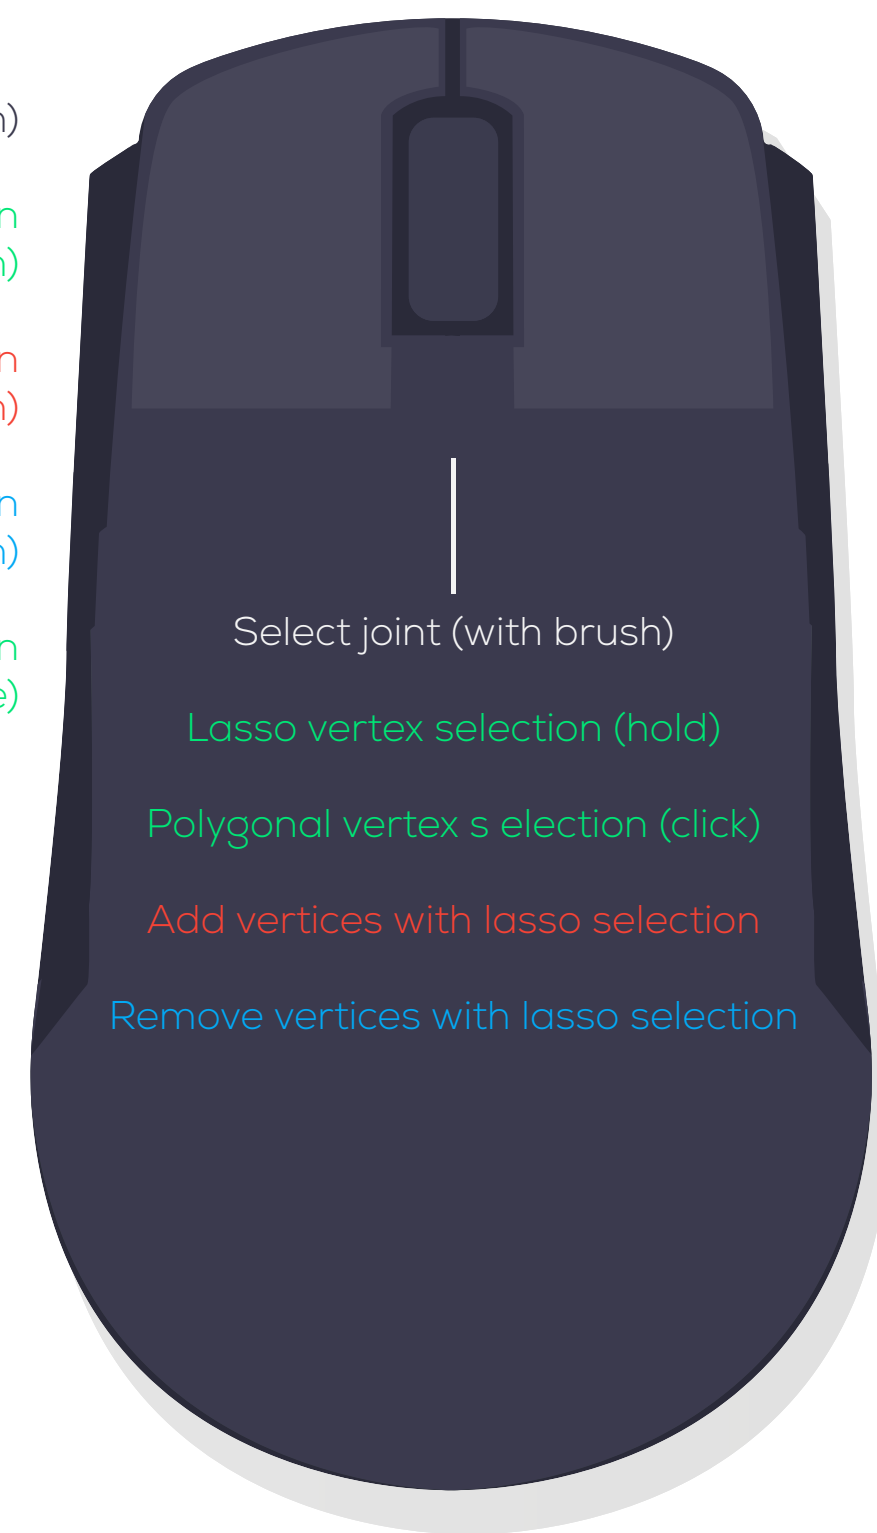 Select joint (with brush)
Lasso vertex selection (hold)
Polygonal vertex s election (click)
Add vertices with lasso selection
Remove vertices with lasso selection